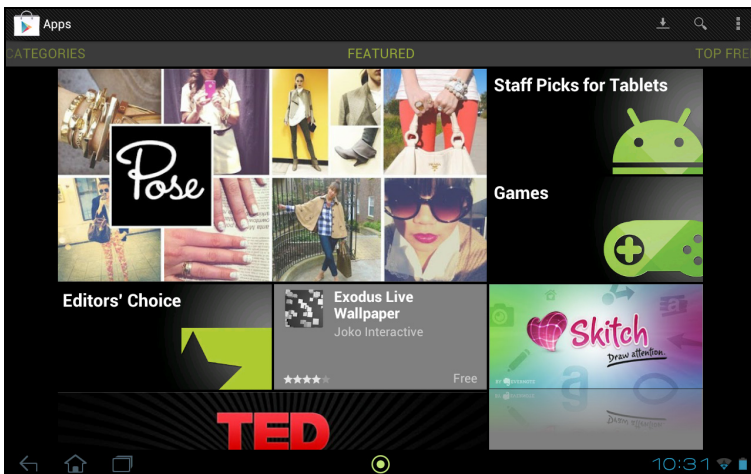 Apps
CATEGORIES
FEATURED
TOP FRE
Pose
Staff Picks for Tablets
Games
Editors' Choice
Exodus Live
Wallpaper
Joko Interactive
Free
Skitch
Draw attention.
TED
10:31